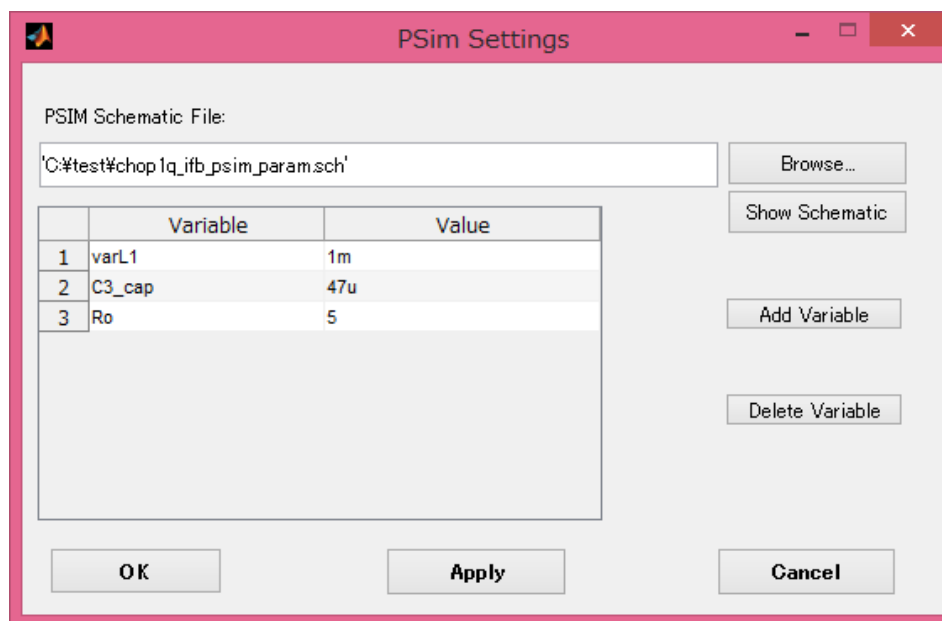 PSim Settings
PSIM Schematic File:
'C:¥test¥chop1q_ifb_psim_param.sch'
Browse...
Show Schematic
Variable Value
1 varL1 1m
2 C3_cap 47u
3 Ro 5
Add Variable
Delete Variable
OK Apply Cancel